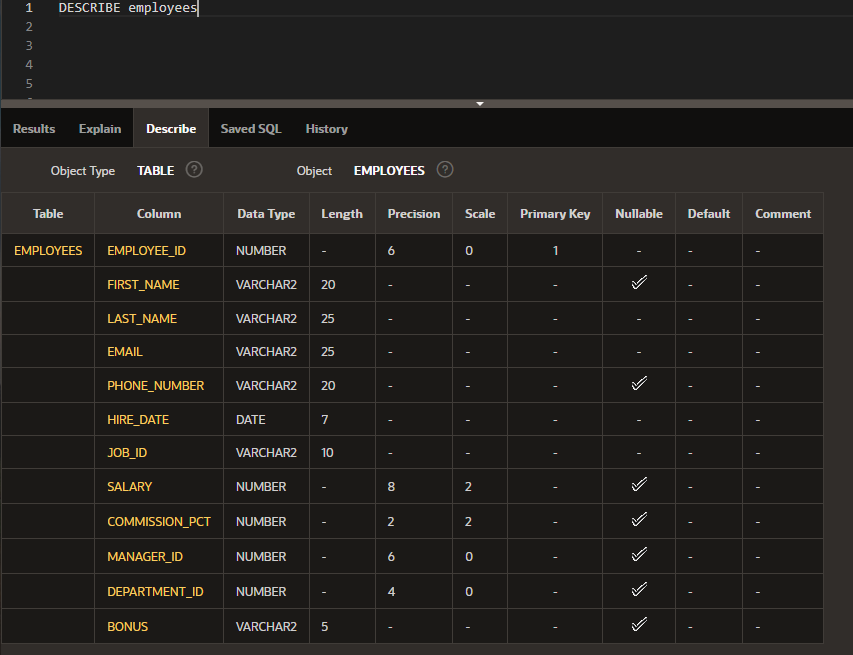 1 DESCRIBE employees
2
3
4
5
Results Explain Describe Saved SQL History
Object Type TABLE ? Object EMPLOYEES ?
Table Column Data Type Length Precision Scale Primary Key Nullable Default Comment
EMPLOYEES EMPLOYEE_ID NUMBER - 6 0 1 - - -
FIRST_NAME VARCHAR2 20 - - - ✓ - -
LAST_NAME VARCHAR2 25 - - - - - -
EMAIL VARCHAR2 25 - - - - - -
PHONE_NUMBER VARCHAR2 20 - - - ✓ - -
HIRE_DATE DATE 7 - - - - - -
JOB_ID VARCHAR2 10 - - - - - -
SALARY NUMBER - 8 2 - ✓ - -
COMMISSION_PCT NUMBER - 2 2 - ✓ - -
MANAGER_ID NUMBER - 6 0 - ✓ - -
DEPARTMENT_ID NUMBER - 4 0 - ✓ - -
BONUS VARCHAR2 5 - - - ✓ - -